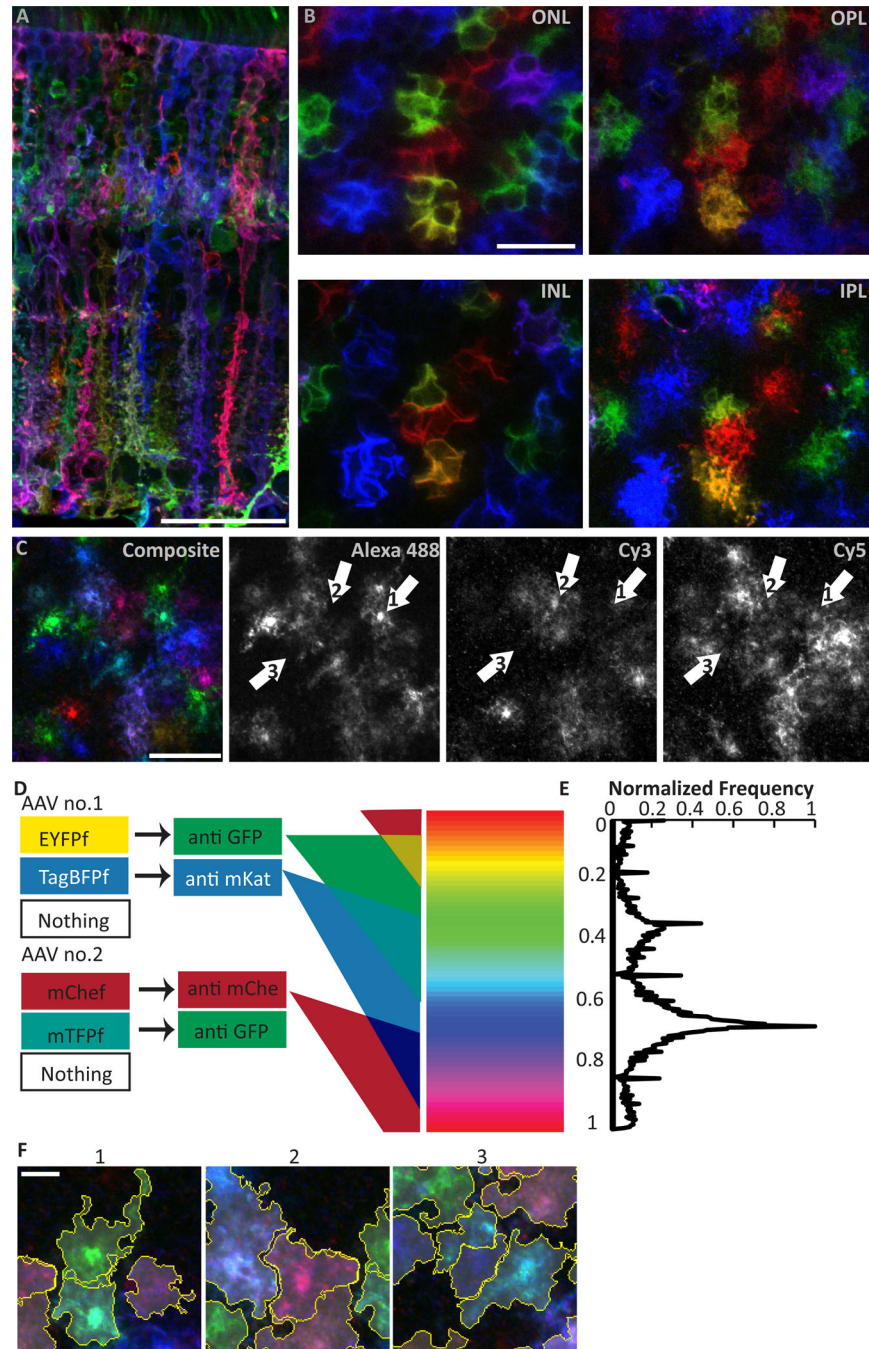 A
B
ONL
OPL
INL
IPL
C
Composite
Alexa 488
Cy3
Cy5
2
1
3
2
1
3
2
1
3
D
AAV no.1
EYFPf
anti GFP
TagBFPf
anti mKat
Nothing
AAV no.2
mChef
anti mChe
mTFPf
anti GFP
Nothing
E
Normalized Frequency
0 0.2 0.4 0.6 0.8 1
0
0.2
0.4
0.6
0.8
1
F
1
2
3